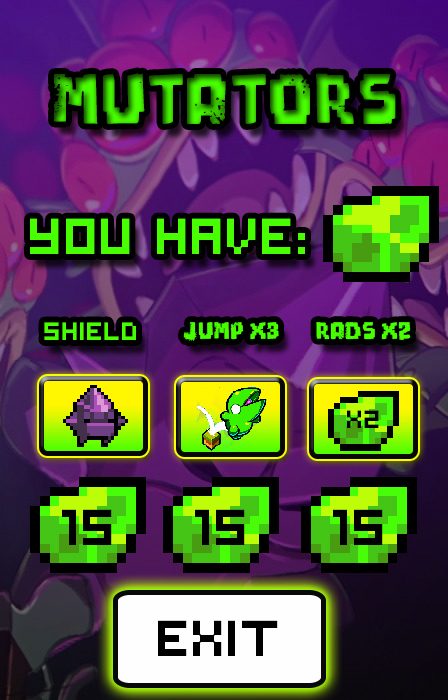 MUTATORS
YOU HAVE:
SHIELD JUMP X3 RADS X2
X2
15 15 15
EXIT